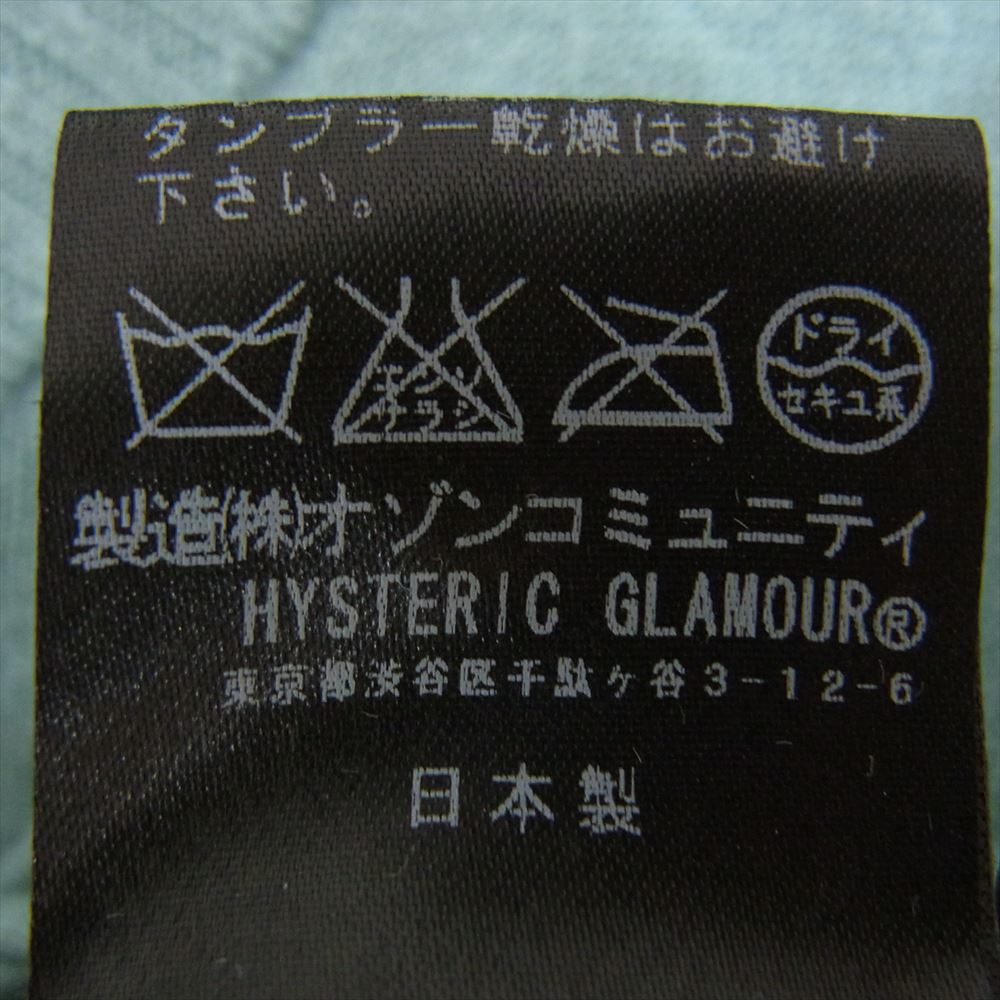 タンブラー乾燥はお避け
下さい。
エンソ
サラシ
ドライ
セキユ系
製造(株)オゾンコミュニティ
HYSTERIC GLAMOUR®
東京都渋谷区千駄ヶ谷3-12-6
日本製